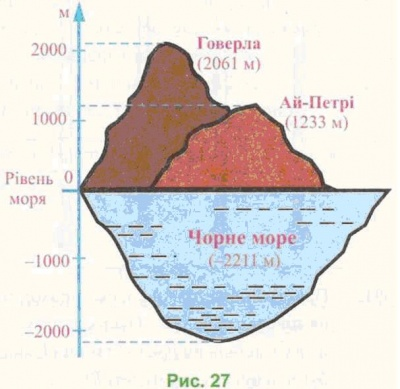 м
2000
Говерла
(2061 м)
Ай-Петрі
(1233 м)
1000
0
Рівень
моря
Чорне море
(-2211 м)
-1000
-2000
Рис. 27